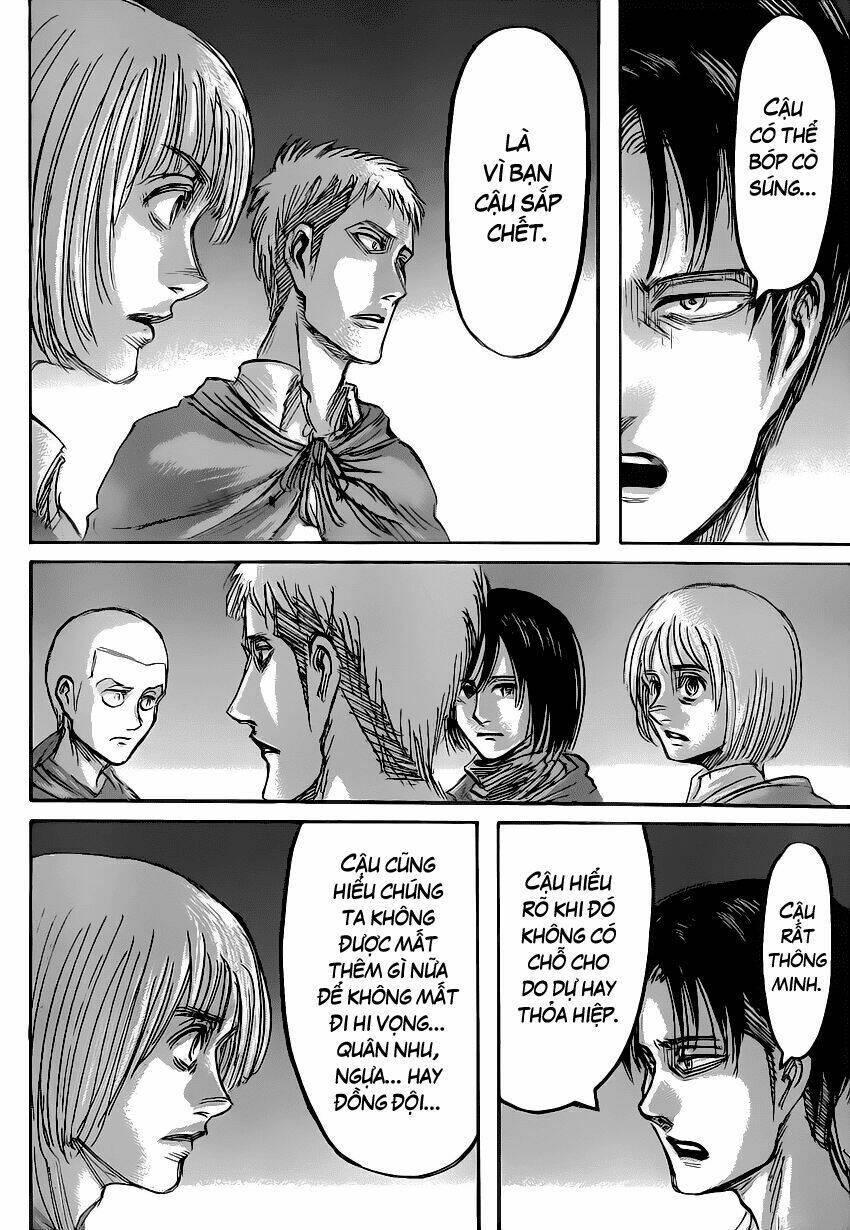 CẬU
CÓ THỂ
BÓP CÒ
SÚNG...
LÀ
VÌ BẠN
CẬU SẮP
CHẾT.
CẬU
RẤT
THÔNG
MINH.
CẬU HIỂU
RÕ KHI ĐÓ
KHÔNG CÓ
CHỖ CHO
DO DỰ HAY
THỎA HIỆP.
CẬU CŨNG
HIỂU CHÚNG
TA KHÔNG
ĐƯỢC MẤT
THÊM GÌ NỮA
ĐỂ KHÔNG MẤT
ĐI HI VỌNG...
QUÂN NHU,
NGỰA... HAY
ĐỒNG ĐỘI...